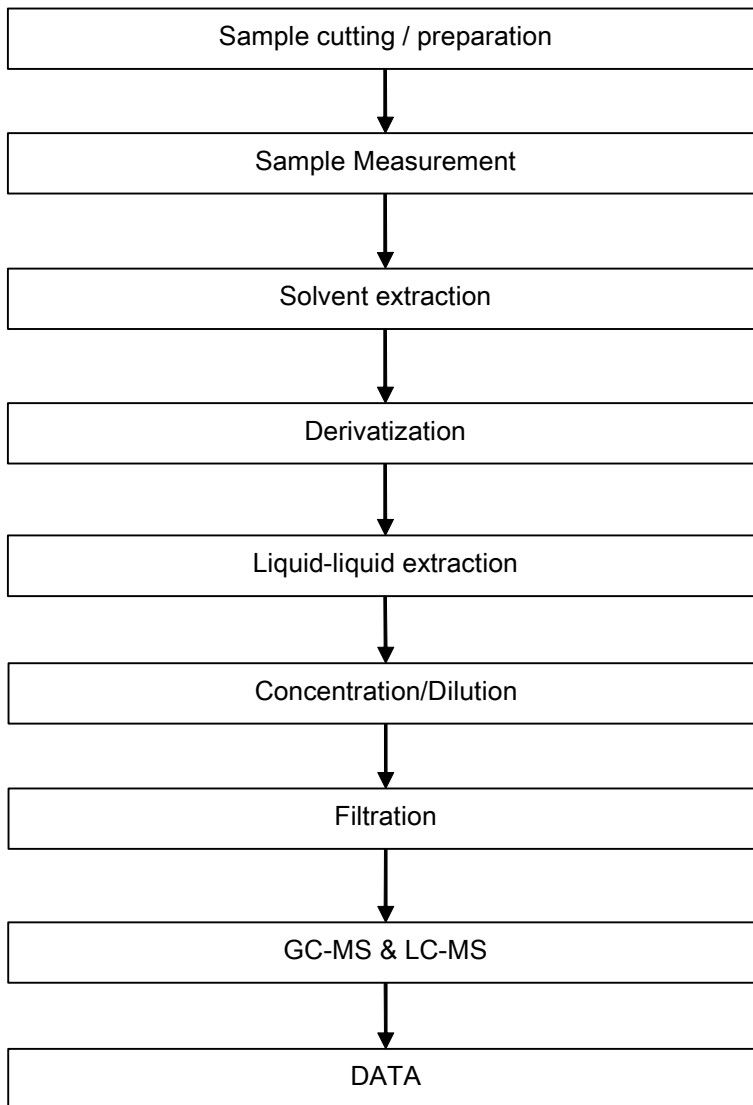 Sample cutting / preparation
Sample Measurement
Solvent extraction
Derivatization
Liquid-liquid extraction
Concentration/Dilution
Filtration
GC-MS & LC-MS
DATA